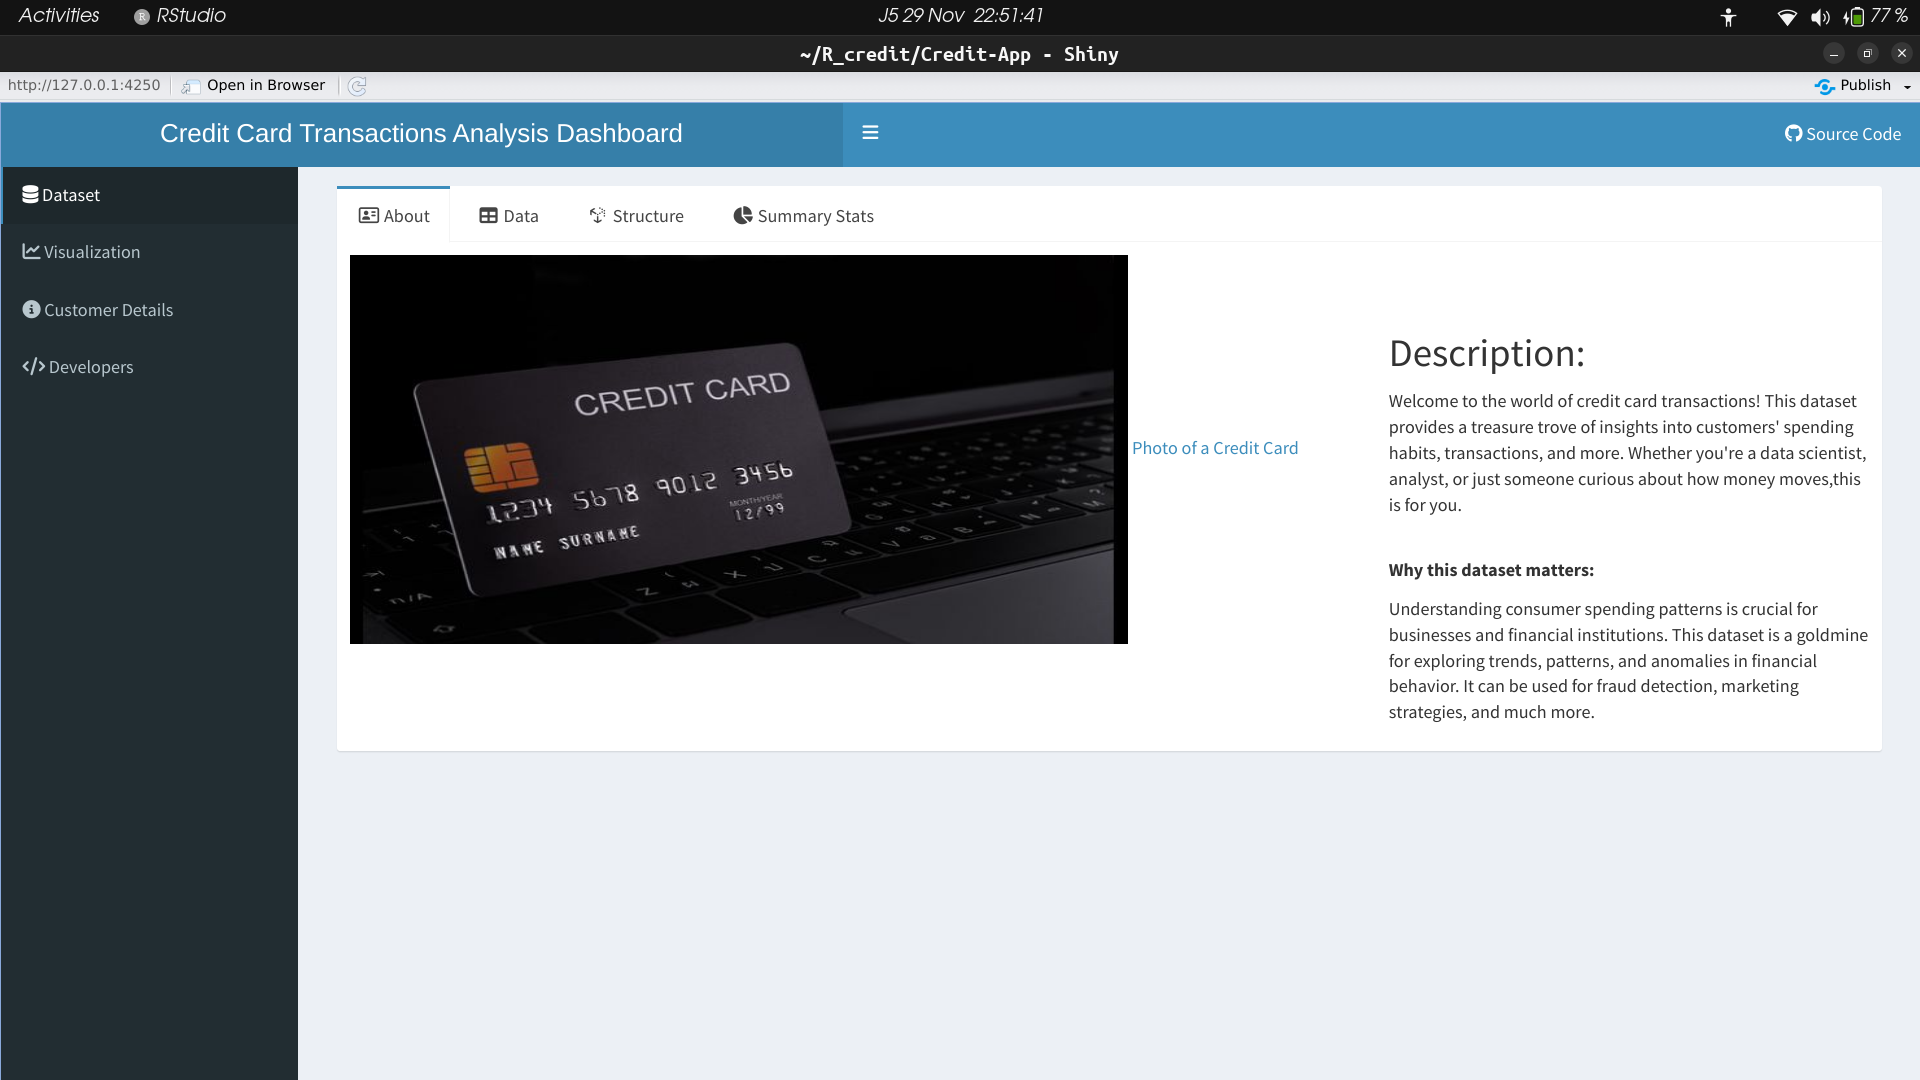 Activities
RStudio
J5 29 Nov 22:51:41
77 %
~/R_credit/Credit-App - Shiny
http://127.0.0.1:4250
Open in Browser
Publish
Credit Card Transactions Analysis Dashboard
Source Code
Dataset
Visualization
Customer Details
Developers
About
Data
Structure
Summary Stats
CREDIT CARD
1234 5678 9012 3456
MONTH/YEAR
12/99
NAME SURNAME
Photo of a Credit Card
Description:
Welcome to the world of credit card transactions! This dataset
provides a treasure trove of insights into customers' spending
habits, transactions, and more. Whether you're a data scientist,
analyst, or just someone curious about how money moves,this
is for you.
Why this dataset matters:
Understanding consumer spending patterns is crucial for
businesses and financial institutions. This dataset is a goldmine
for exploring trends, patterns, and anomalies in financial
behavior. It can be used for fraud detection, marketing
strategies, and much more.